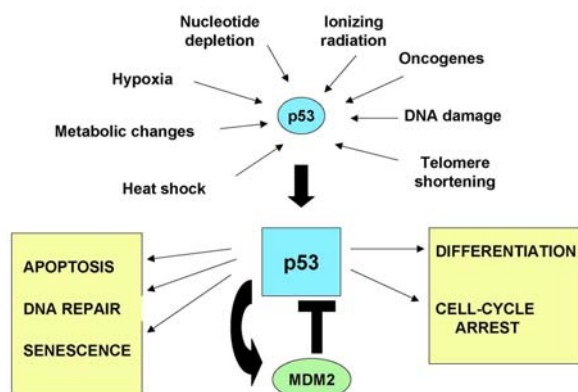 Nucleotide
depletion
Ionizing
radiation
Oncogenes
Hypoxia
p53
DNA damage
Metabolic changes
Telomere
shortening
Heat shock
APOPTOSIS
DNA REPAIR
SENESCENCE
p53
DIFFERENTIATION
CELL-CYCLE
ARREST
MDM2